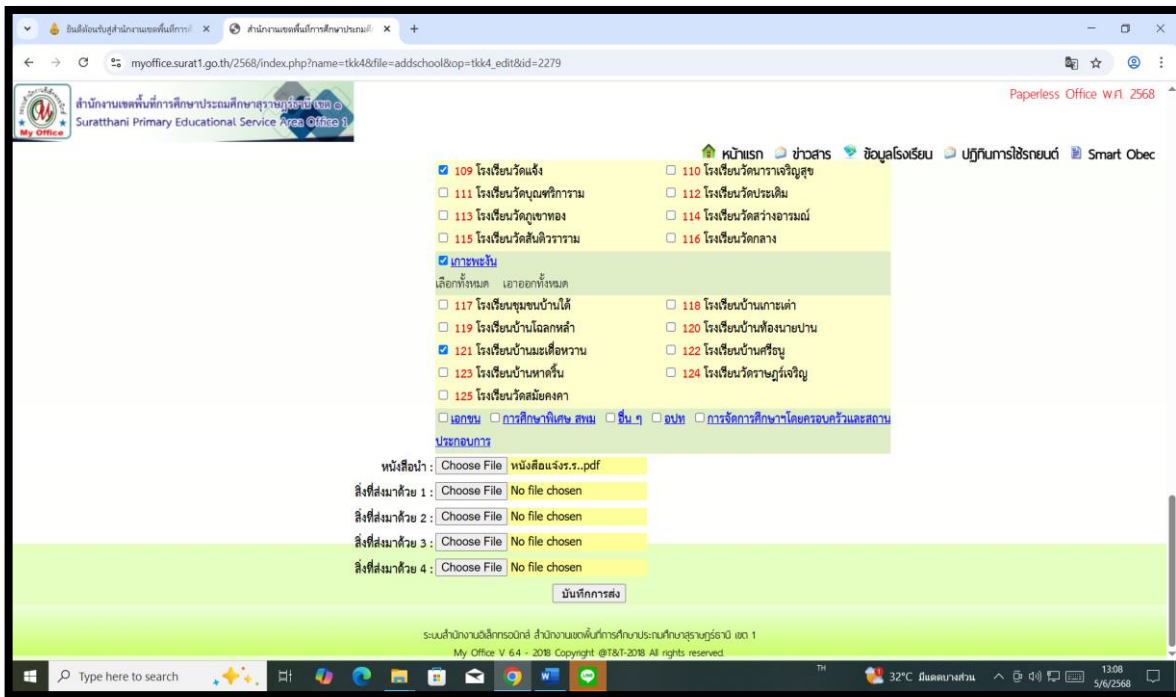 ยินดีต้อนรับสู่สำนักงานเขตพื้นที่การศ
สำนักงานเขตพื้นที่การศึกษาประถมศึ
myoffice.surat1.go.th/2568/index.php?name=tkk4&file=addschool&op=tkk4_edit&id=2279
My Office
สำนักงานเขตพื้นที่การศึกษาประถมศึกษาสุราษฎร์ธานี เขต ๑
Suratthani Primary Educational Service Area Office 1
Paperless Office พ.ศ. 2568
หน้าแรก ข่าวสาร ข้อมูลโรงเรียน ปฏิทินการใช้รถยนต์ Smart Obec
109 โรงเรียนวัดแจ้ง 110 โรงเรียนวัดนาราเจริญสุข
111 โรงเรียนวัดบุณฑริการาม 112 โรงเรียนวัดประเดิม
113 โรงเรียนวัดภูเขาทอง 114 โรงเรียนวัดสว่างอารมณ์
115 โรงเรียนวัดสันติวราราม 116 โรงเรียนวัดกลาง
เกาะพะงัน
เลือกทั้งหมด เอาออกทั้งหมด
117 โรงเรียนชุมชนบ้านใต้ 118 โรงเรียนบ้านเกาะเต่า
119 โรงเรียนบ้านโฉลกหลำ 120 โรงเรียนบ้านท้องนายปาน
121 โรงเรียนบ้านมะเดื่อหวาน 122 โรงเรียนบ้านศรีธนู
123 โรงเรียนบ้านหาดริ้น 124 โรงเรียนวัดราษฎร์เจริญ
125 โรงเรียนวัดสมัยคงคา
เอกชน การศึกษาพิเศษ สพม อื่น ๆ อปท การจัดการศึกษาฯโดยครอบครัวและสถาน
ประกอบการ
หนังสือนำ : Choose File หนังสือแจ้งร.ร..pdf
สิ่งที่ส่งมาด้วย 1 : Choose File No file chosen
สิ่งที่ส่งมาด้วย 2 : Choose File No file chosen
สิ่งที่ส่งมาด้วย 3 : Choose File No file chosen
สิ่งที่ส่งมาด้วย 4 : Choose File No file chosen
บันทึกการส่ง
ระบบสำนักงานอิเล็กทรอนิกส์ สำนักงานเขตพื้นที่การศึกษาประถมศึกษาสุราษฎร์ธานี เขต 1
My Office V 6.4 - 2018 Copyright @T&T-2018 All rights reserved.
Type here to search
TH
32°C มีแดดบางส่วน
13:08
5/6/2568